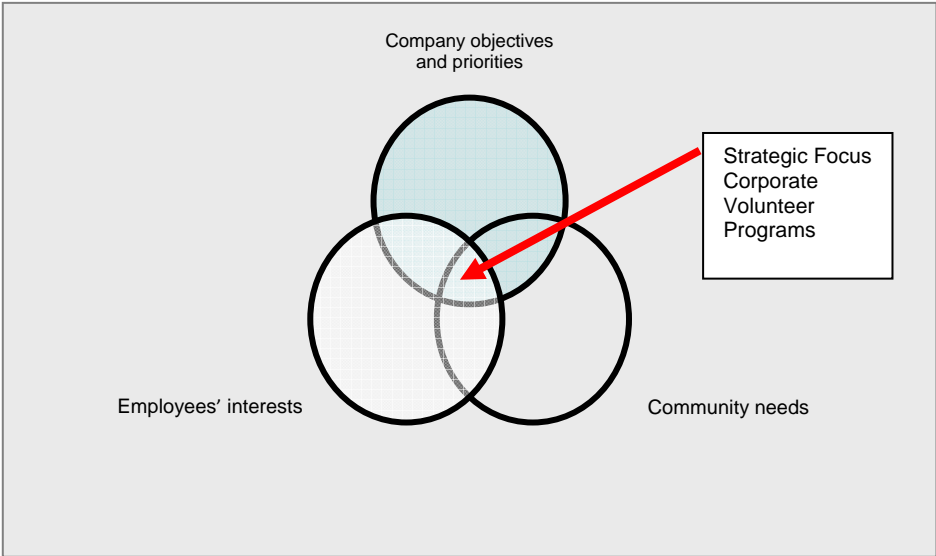 Company objectives
and priorities
Strategic Focus
Corporate
Volunteer
Programs
Employees’ interests
Community needs